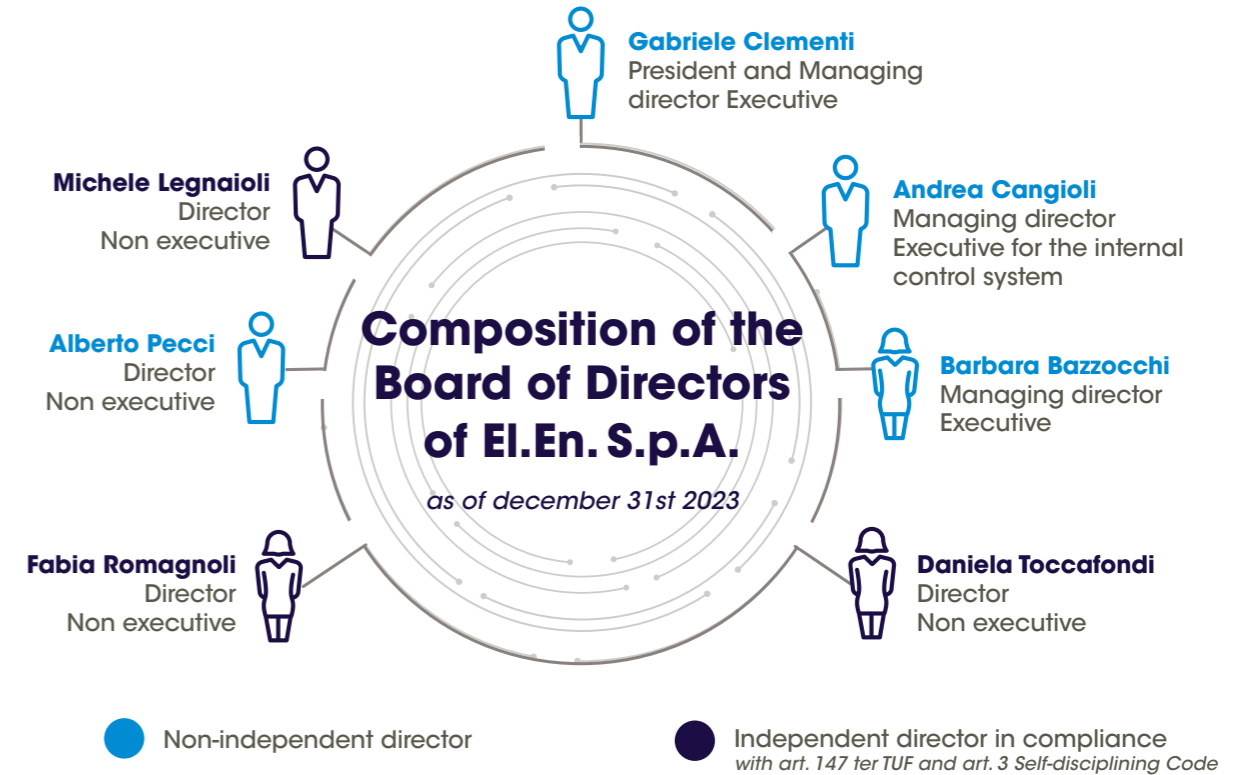 Gabriele Clementi
President and Managing
director Executive
Michele Legnaioli
Director
Non executive
Andrea Cangioli
Managing director
Executive for the internal
control system
Alberto Pecci
Director
Non executive
Composition of the
Board of Directors
of El.En. S.p.A.
as of december 31st 2023
Barbara Bazzocchi
Managing director
Executive
Fabia Romagnoli
Director
Non executive
Daniela Toccafondi
Director
Non executive
Non-independent director
Independent director in compliance
with art. 147 ter TUF and art. 3 Self-disciplining Code